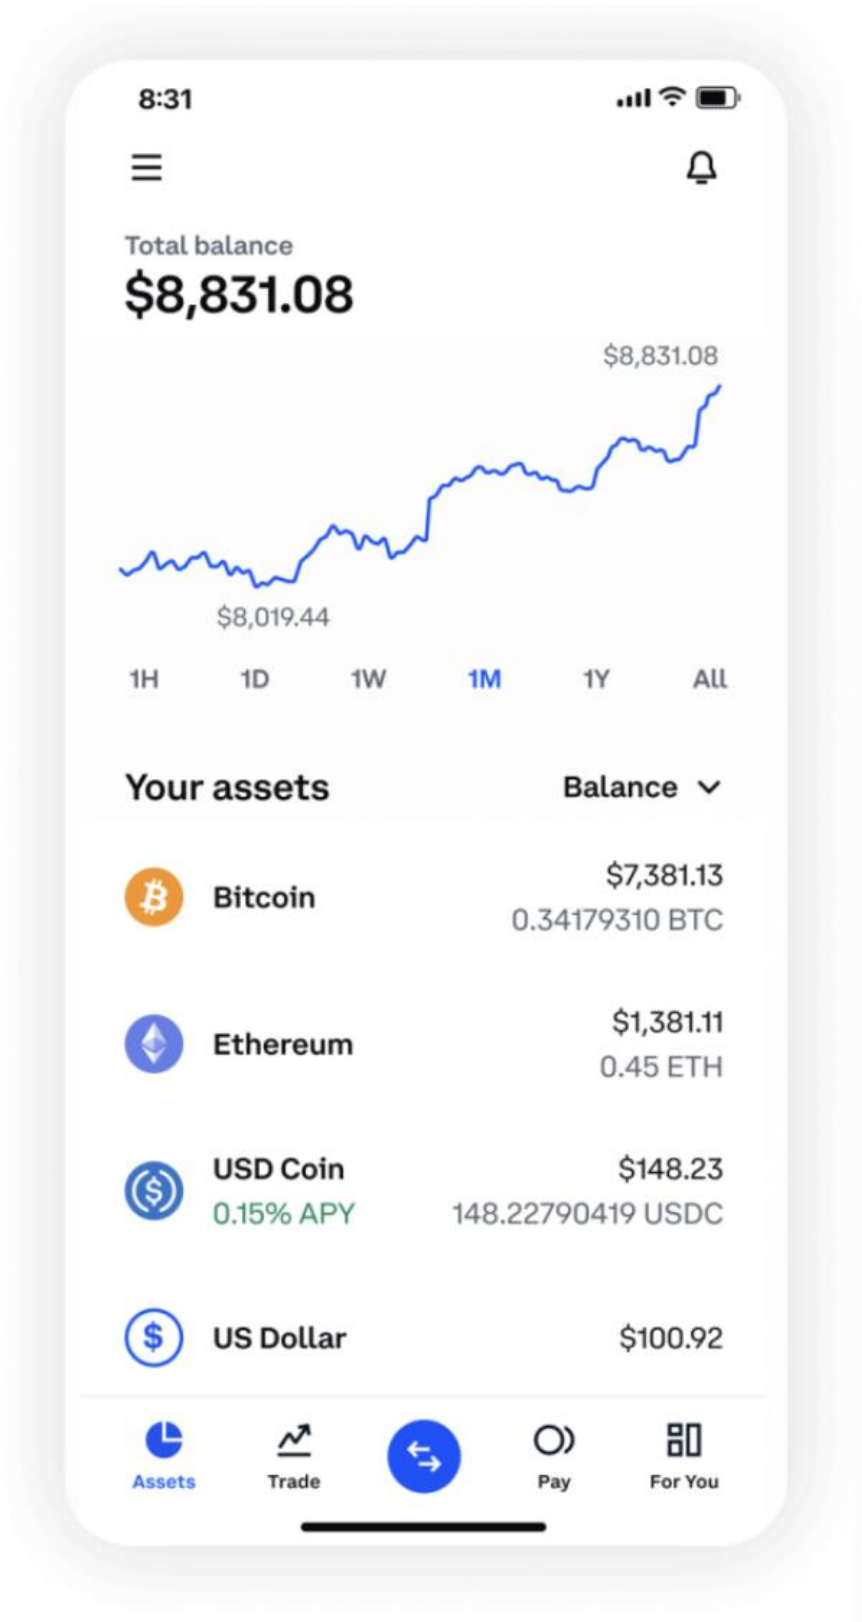 8:31
Total balance
$8,831.08
$8,831.08
$8,019.44
1H 1D 1W 1M 1Y All
Your assets Balance
Bitcoin $7,381.13
0.34179310 BTC
Ethereum $1,381.11
0.45 ETH
USD Coin $148.23
0.15% APY 148.22790419 USDC
$ US Dollar $100.92
Assets Trade Pay For You